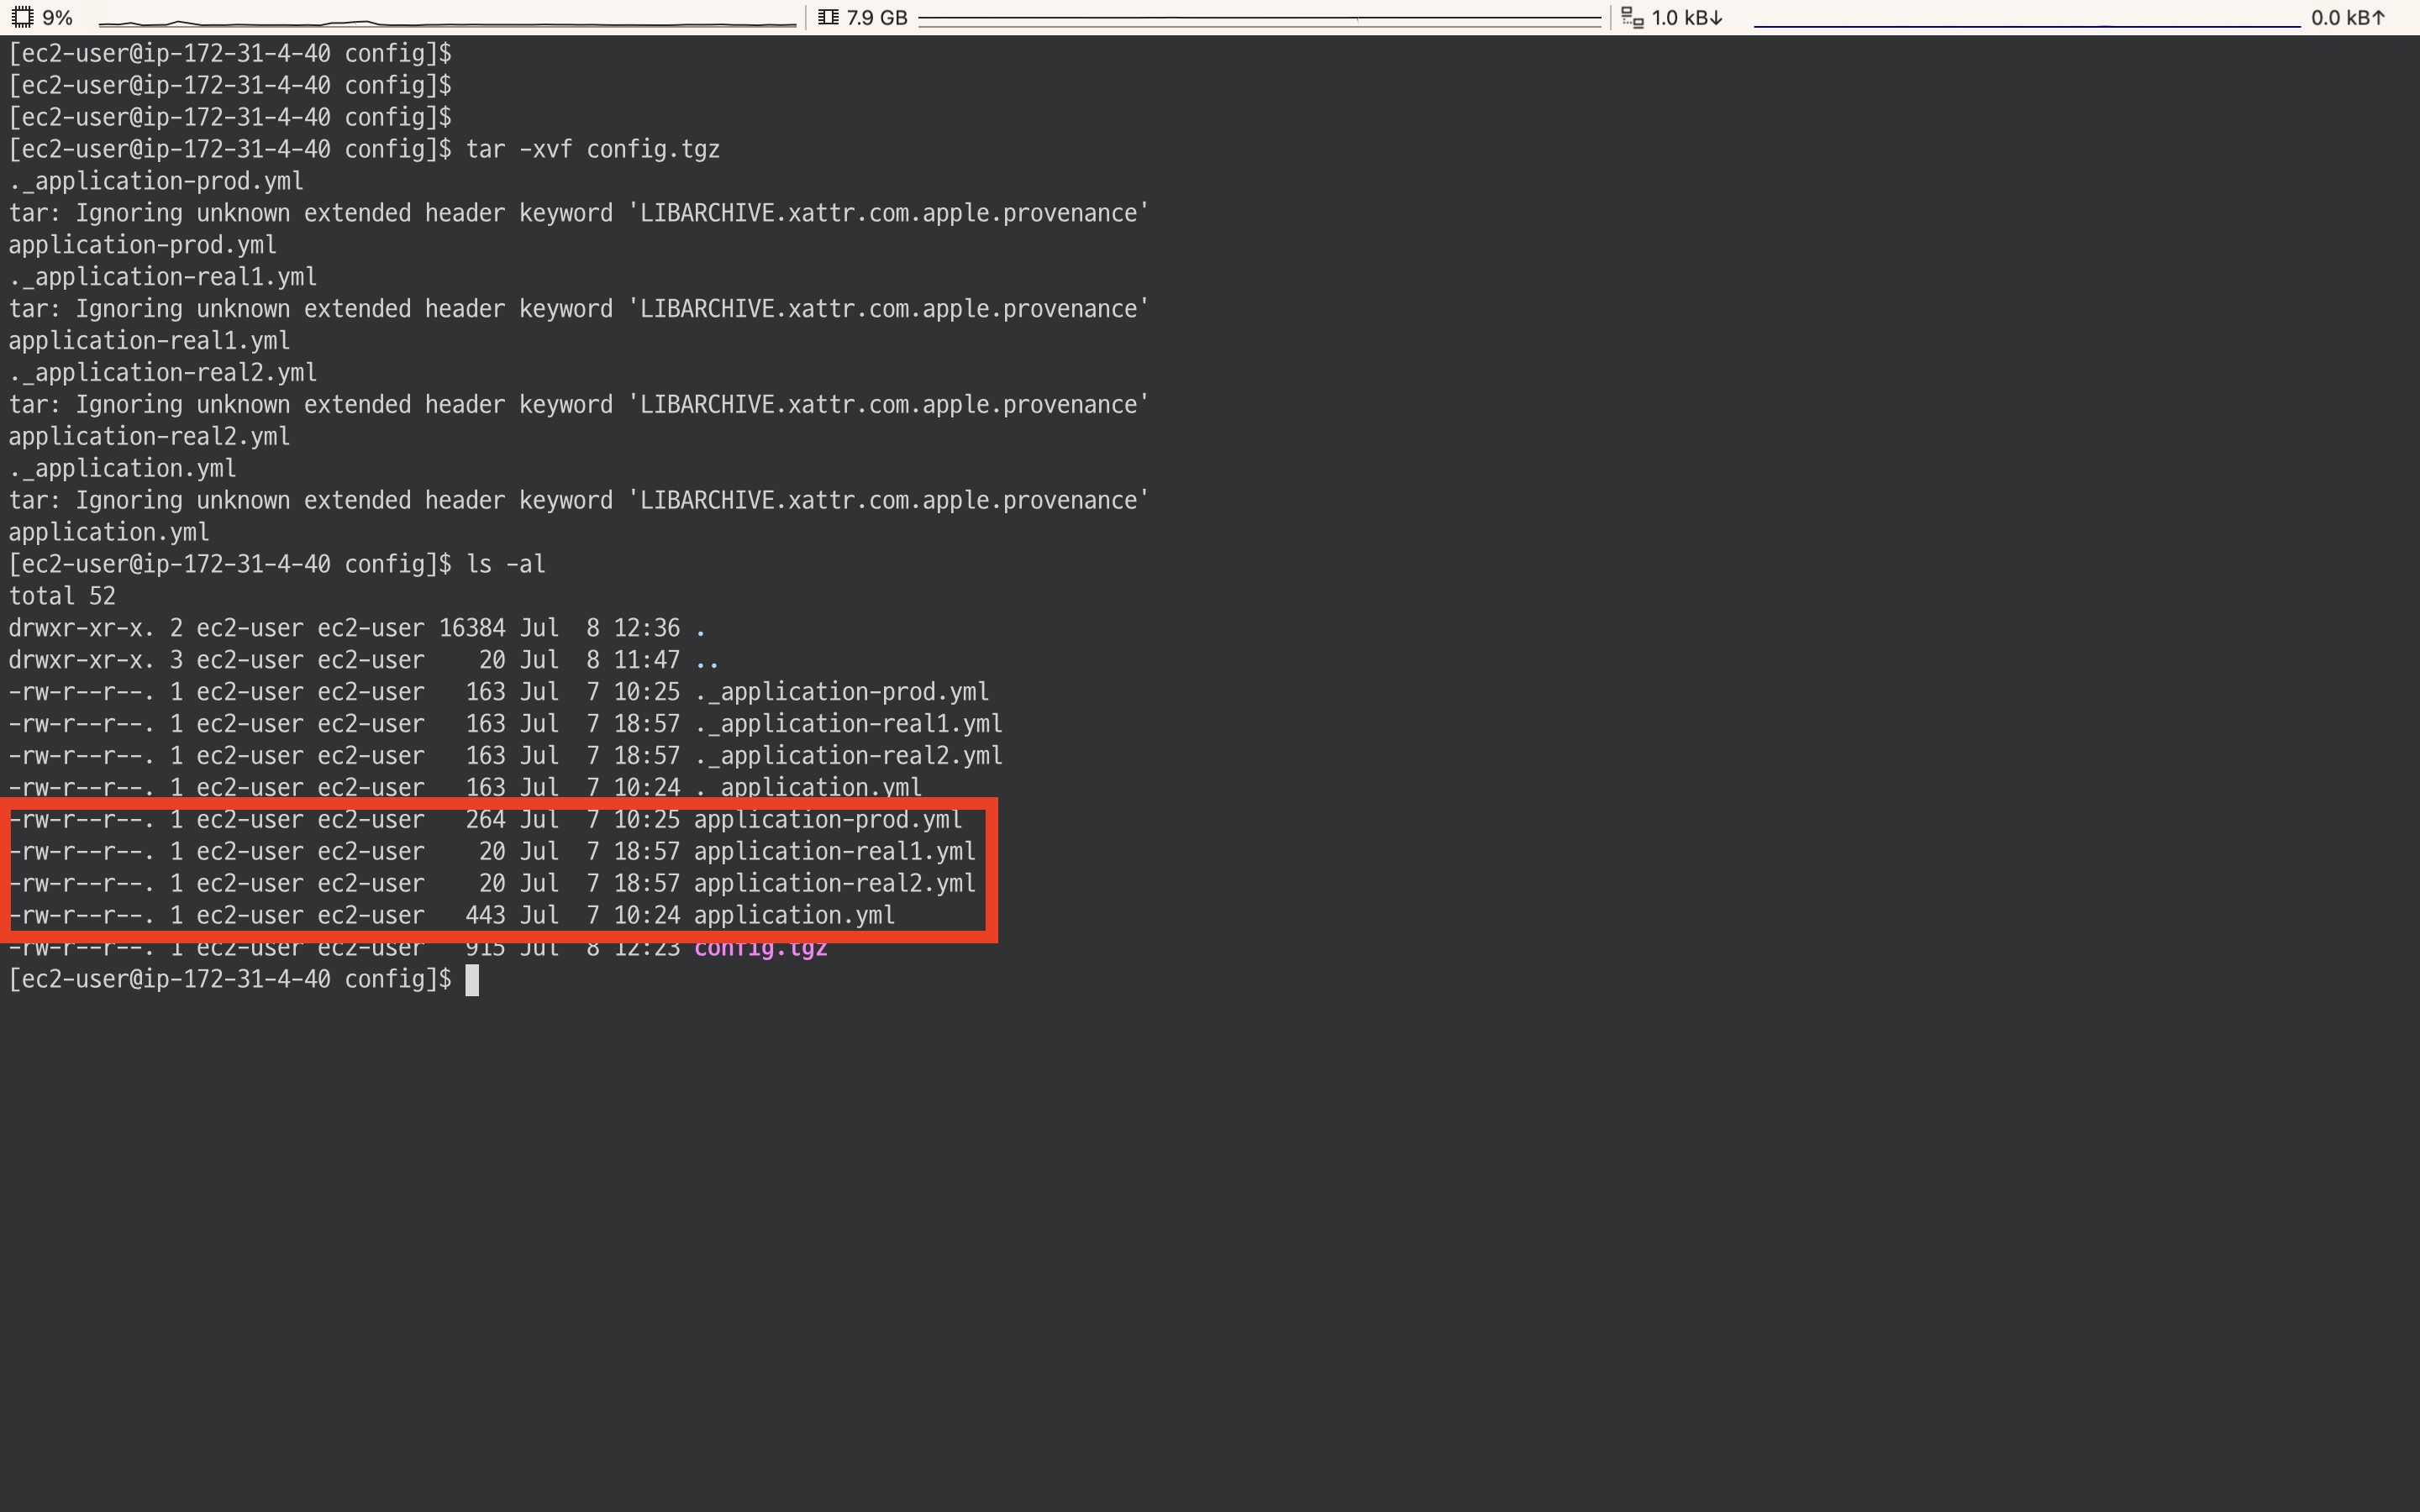 9% 7.9 GB 1.0 kB↓ 0.0 kB↑
[ec2-user@ip-172-31-4-40 config]$
[ec2-user@ip-172-31-4-40 config]$
[ec2-user@ip-172-31-4-40 config]$
[ec2-user@ip-172-31-4-40 config]$ tar -xvf config.tgz
._application-prod.yml
tar: Ignoring unknown extended header keyword 'LIBARCHIVE.xattr.com.apple.provenance'
application-prod.yml
._application-real1.yml
tar: Ignoring unknown extended header keyword 'LIBARCHIVE.xattr.com.apple.provenance'
application-real1.yml
._application-real2.yml
tar: Ignoring unknown extended header keyword 'LIBARCHIVE.xattr.com.apple.provenance'
application-real2.yml
._application.yml
tar: Ignoring unknown extended header keyword 'LIBARCHIVE.xattr.com.apple.provenance'
application.yml
[ec2-user@ip-172-31-4-40 config]$ ls -al
total 52
drwxr-xr-x. 2 ec2-user ec2-user 16384 Jul  8 12:36 .
drwxr-xr-x. 3 ec2-user ec2-user    20 Jul  8 11:47 ..
-rw-r--r--. 1 ec2-user ec2-user   163 Jul  7 10:25 ._application-prod.yml
-rw-r--r--. 1 ec2-user ec2-user   163 Jul  7 18:57 ._application-real1.yml
-rw-r--r--. 1 ec2-user ec2-user   163 Jul  7 18:57 ._application-real2.yml
-rw-r--r--. 1 ec2-user ec2-user   163 Jul  7 10:24 ._application.yml
-rw-r--r--. 1 ec2-user ec2-user   264 Jul  7 10:25 application-prod.yml
-rw-r--r--. 1 ec2-user ec2-user    20 Jul  7 18:57 application-real1.yml
-rw-r--r--. 1 ec2-user ec2-user    20 Jul  7 18:57 application-real2.yml
-rw-r--r--. 1 ec2-user ec2-user   443 Jul  7 10:24 application.yml
-rw-r--r--. 1 ec2-user ec2-user   915 Jul  8 12:23 config.tgz
[ec2-user@ip-172-31-4-40 config]$